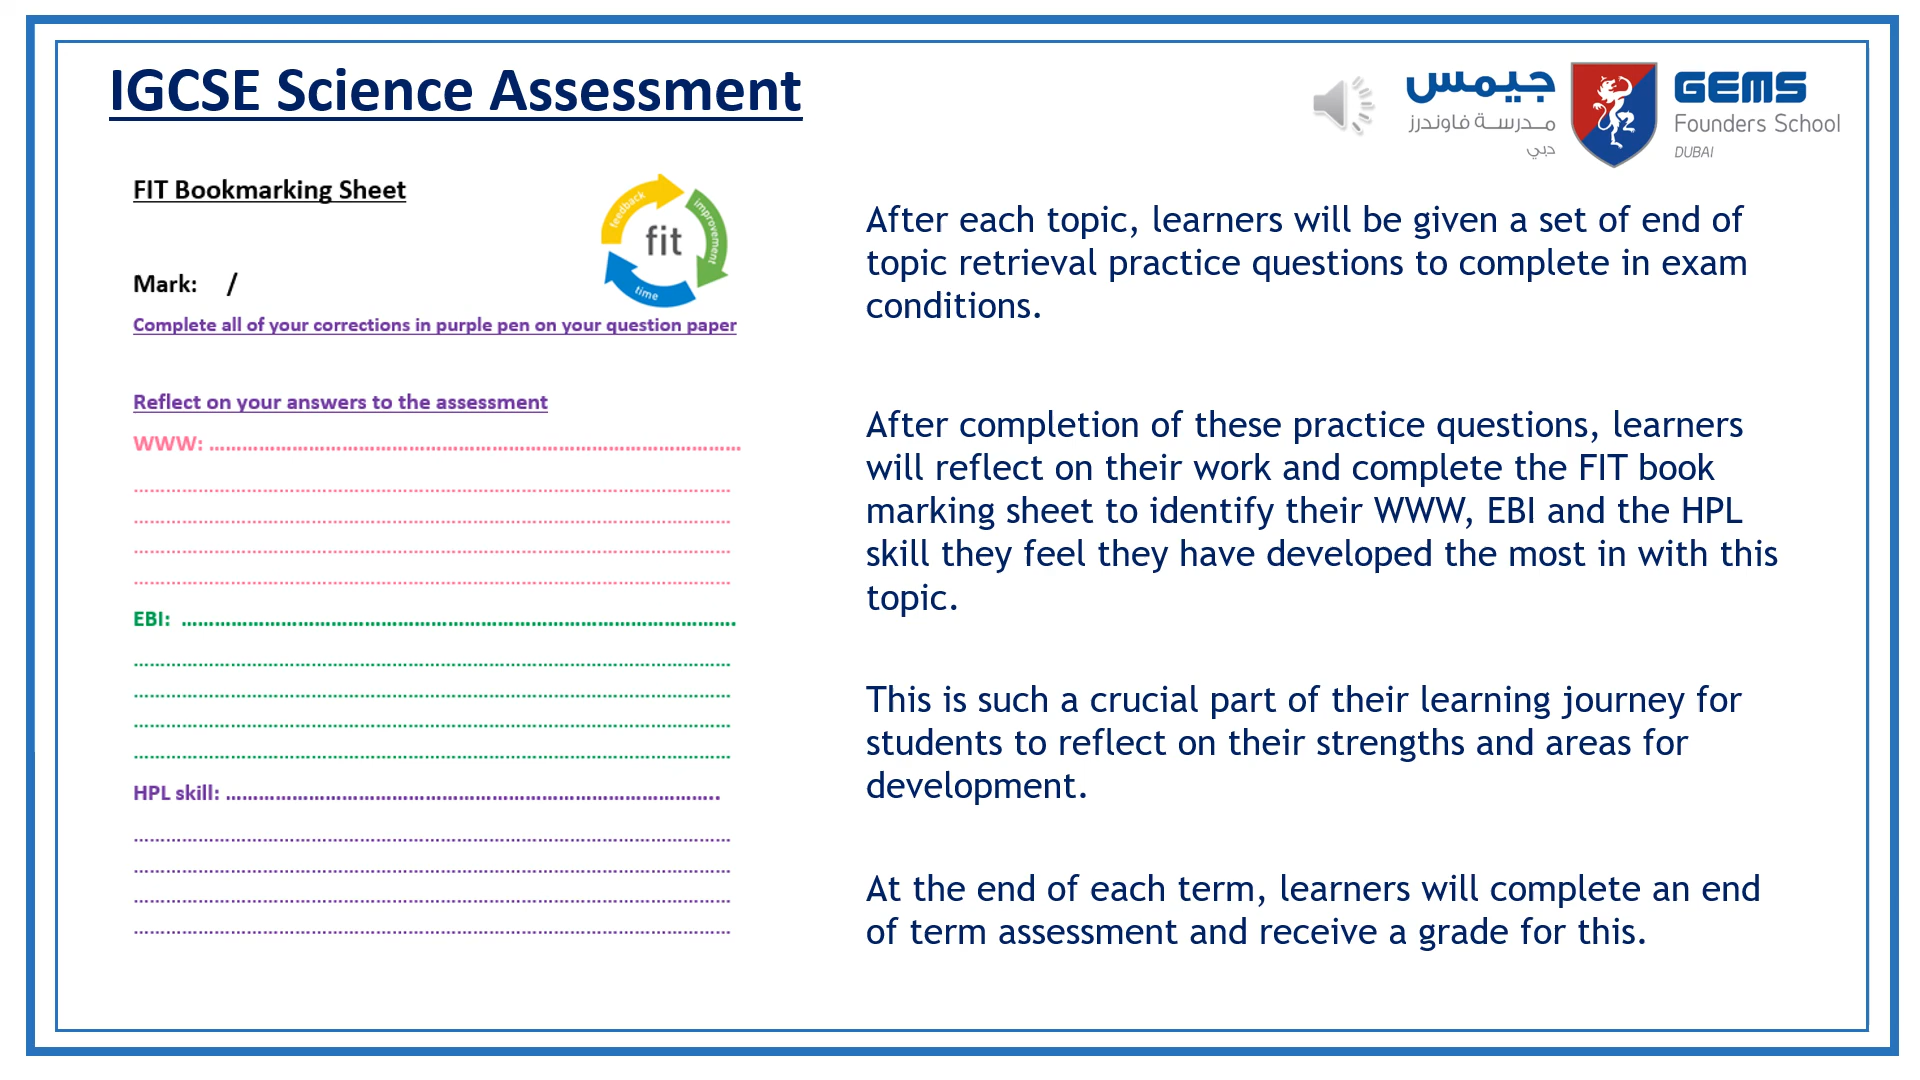 IGCSE Science Assessment
جيمس
مدرسة فاوندرز
دبي
GEMS
Founders School
DUBAI
FIT Bookmarking Sheet
feedback
improvement
time
fit
Mark: /
Complete all of your corrections in purple pen on your question paper
Reflect on your answers to the assessment
WWW: ........................................................................
EBI: ........................................................................
HPL skill: ........................................................................
After each topic, learners will be given a set of end of
topic retrieval practice questions to complete in exam
conditions.
After completion of these practice questions, learners
will reflect on their work and complete the FIT book
marking sheet to identify their WWW, EBI and the HPL
skill they feel they have developed the most in with this
topic.
This is such a crucial part of their learning journey for
students to reflect on their strengths and areas for
development.
At the end of each term, learners will complete an end
of term assessment and receive a grade for this.